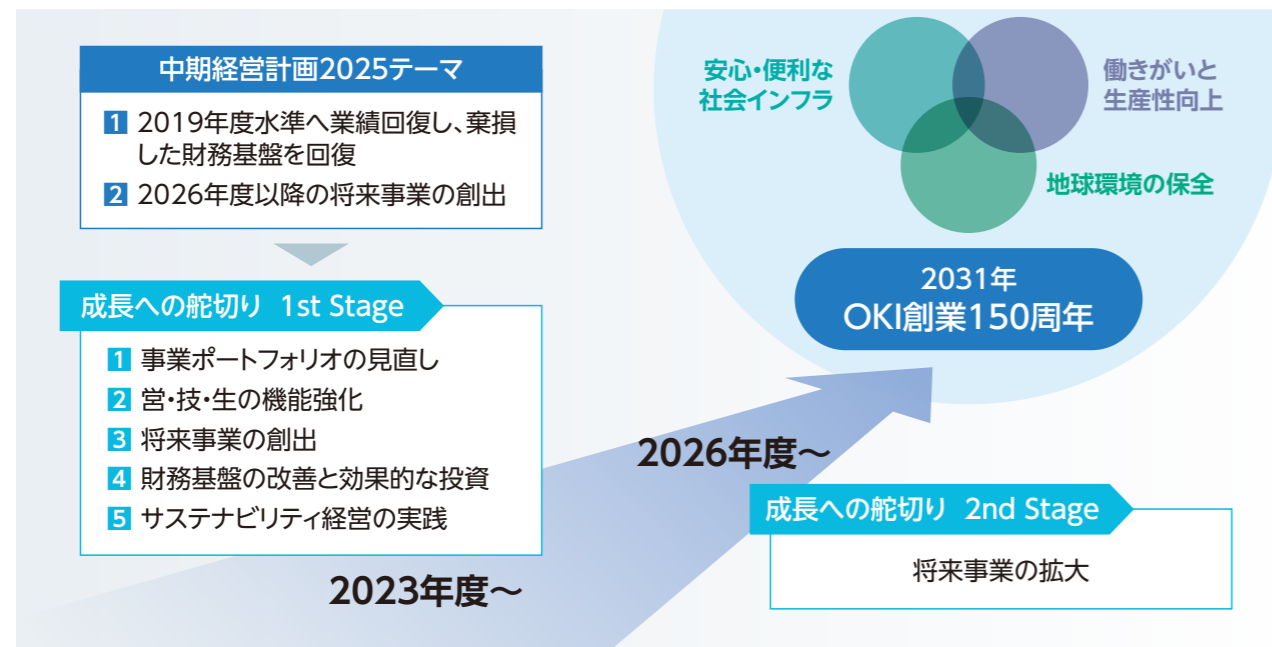 中期経営計画2025テーマ
1 2019年度水準へ業績回復し、棄損
した財務基盤を回復
2 2026年度以降の将来事業の創出
成長への舵切り 1st Stage
1 事業ポートフォリオの見直し
2 営・技・生の機能強化
3 将来事業の創出
4 財務基盤の改善と効果的な投資
5 サステナビリティ経営の実践
2023年度～
安心・便利な
社会インフラ
働きがいと
生産性向上
地球環境の保全
2031年
OKI創業150周年
2026年度～
成長への舵切り 2nd Stage
将来事業の拡大